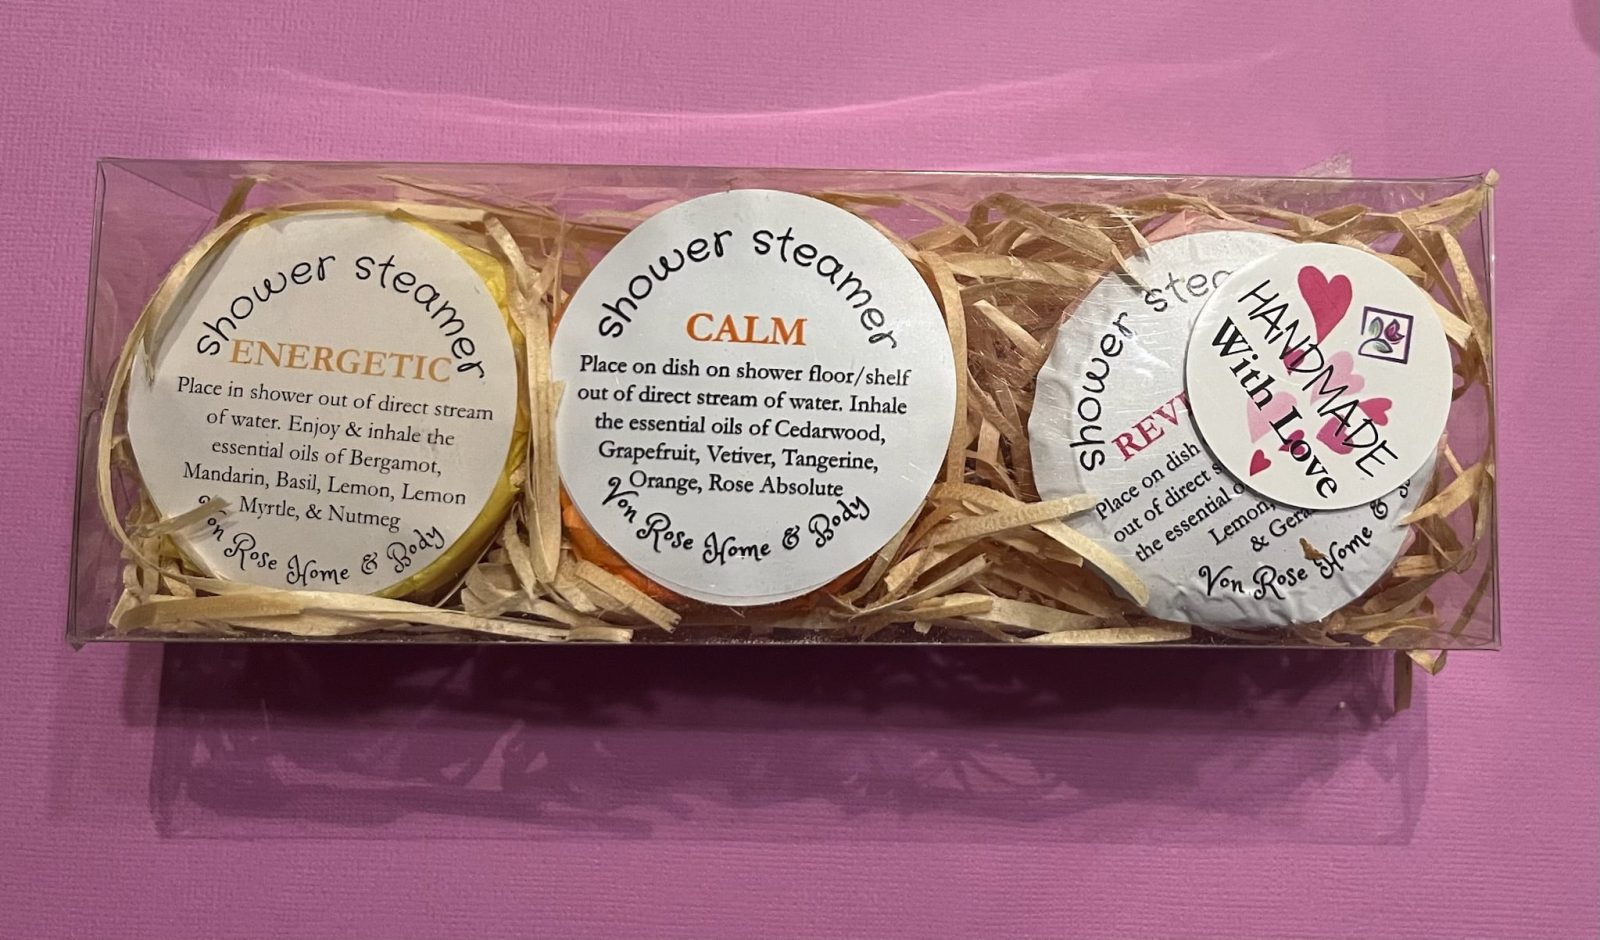 shower steamer
ENERGETIC
Place in shower out of direct stream
of water. Enjoy & inhale the
essential oils of Bergamot,
Mandarin, Basil, Lemon, Lemon
Myrtle, & Nutmeg
Von Rose Home & Body
shower steamer
CALM
Place on dish on shower floor/shelf
out of direct stream of water. Inhale
the essential oils of Cedarwood,
Grapefruit, Vetiver, Tangerine,
Orange, Rose Absolute
Von Rose Home & Body
shower
Place on dish
out of direct
the essential
Lemon,
&
Von Rose Home &
HANDMADE
With Love